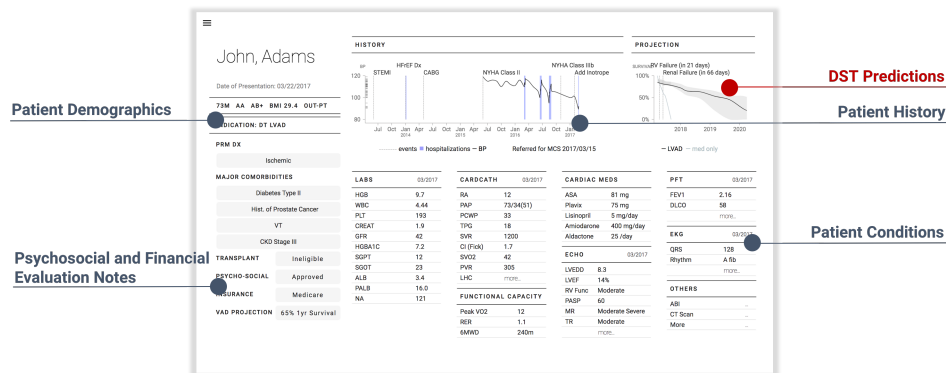 HISTORY
PROJECTION
John, Adams
Date of Presentation: 03/22/2017
73M AA AB+ BMI 29.4 OUT-PT
DICATION: DT LVAD
BP
HFrEF Dx
STEMI
CABG
NYHA Class II
NYHA Class IIIb
Add Inotrope
120
100
80
Jul Oct Jan Apr Jul Oct Jan Apr Jul Oct Jan Apr Jul Oct Jan
2014 2015 2016 2017
events hospitalizations BP
Referred for MCS 2017/03/15
SURVIVAL
RV Failure (in 21 days)
Renal Failure (in 66 days)
100%
50%
0%
2018 2019 2020
LVAD med only
DST Predictions
Patient History
Patient Demographics
PRM DX
Ischemic
MAJOR COMORBITIES
Diabetes Type II
Hist. of Prostate Cancer
VT
CKD Stage III
TRANSPLANT Ineligible
PSYCHO-SOCIAL Approved
INSURANCE Medicare
VAD PROJECTION 65% 1yr Survival
Psychosocial and Financial
Evaluation Notes
LABS 03/2017
HGB 9.7
WBC 4.44
PLT 193
CREAT 1.9
GFR 42
HGBA1C 7.2
SGPT 12
SGOT 23
ALB 3.4
PALB 16.0
NA 121
CARDCATH 03/2017
RA 12
PAP 73/34(51)
PCWP 33
TPG 18
SVR 1200
CI (Fick) 1.7
SVO2 42
PVR 305
LHC more..
FUNCTIONAL CAPACITY
Peak VO2 12
RER 1.1
6MWD 240m
CARDIAC MEDS
ASA 81 mg
Plavix 75 mg
Lisinopril 5 mg/day
Amiodarone 400 mg/day
Aldactone 25 /day
ECHO 03/2017
LVEDD 8.3
LVEF 14%
RV Func Moderate
PASP 60
MR Moderate Severe
TR Moderate
more..
PFT 03/2017
FEV1 2.16
DLCO 58
more..
EKG 03/2017
QRS 128
Rhythm A fib
more..
OTHERS
ABI ..
CT Scan ..
More ..
Patient Conditions